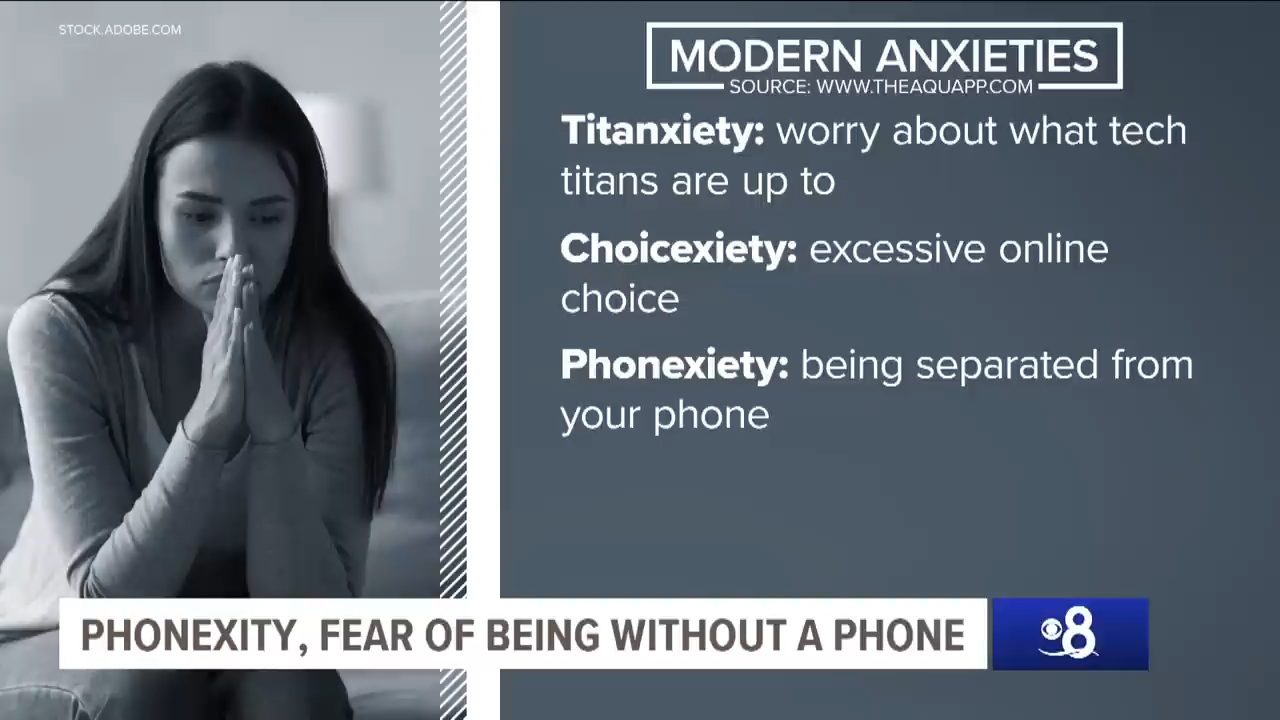 STOCK.ADOBE.COM
MODERN ANXIETIES
SOURCE: WWW.THEAQUAPP.COM
Titanxiety: worry about what tech
titans are up to
Choicexiety: excessive online
choice
Phonexiety: being separated from
your phone
PHONEXITY, FEAR OF BEING WITHOUT A PHONE
8